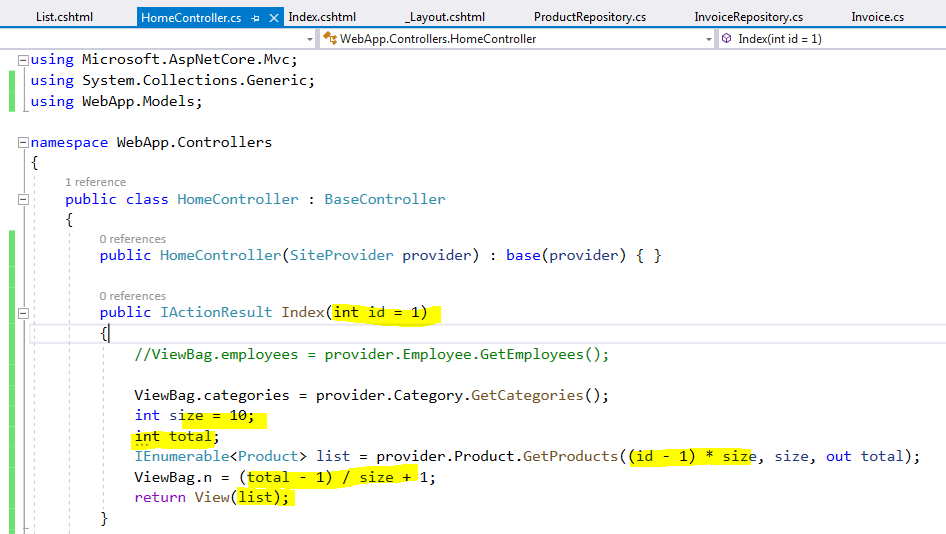 List.cshtml HomeController.cs Index.cshtml _Layout.cshtml ProductRepository.cs InvoiceRepository.cs Invoice.cs
WebApp.Controllers.HomeController Index(int id = 1)
using Microsoft.AspNetCore.Mvc;
using System.Collections.Generic;
using WebApp.Models;
namespace WebApp.Controllers
{
1 reference
public class HomeController : BaseController
{
0 references
public HomeController(SiteProvider provider) : base(provider) { }
0 references
public IActionResult Index(int id = 1)
{
//ViewBag.employees = provider.Employee.GetEmployees();
ViewBag.categories = provider.Category.GetCategories();
int size = 10;
int total;
IEnumerable<Product> list = provider.Product.GetProducts((id - 1) * size, size, out total);
ViewBag.n = (total - 1) / size + 1;
return View(list);
}